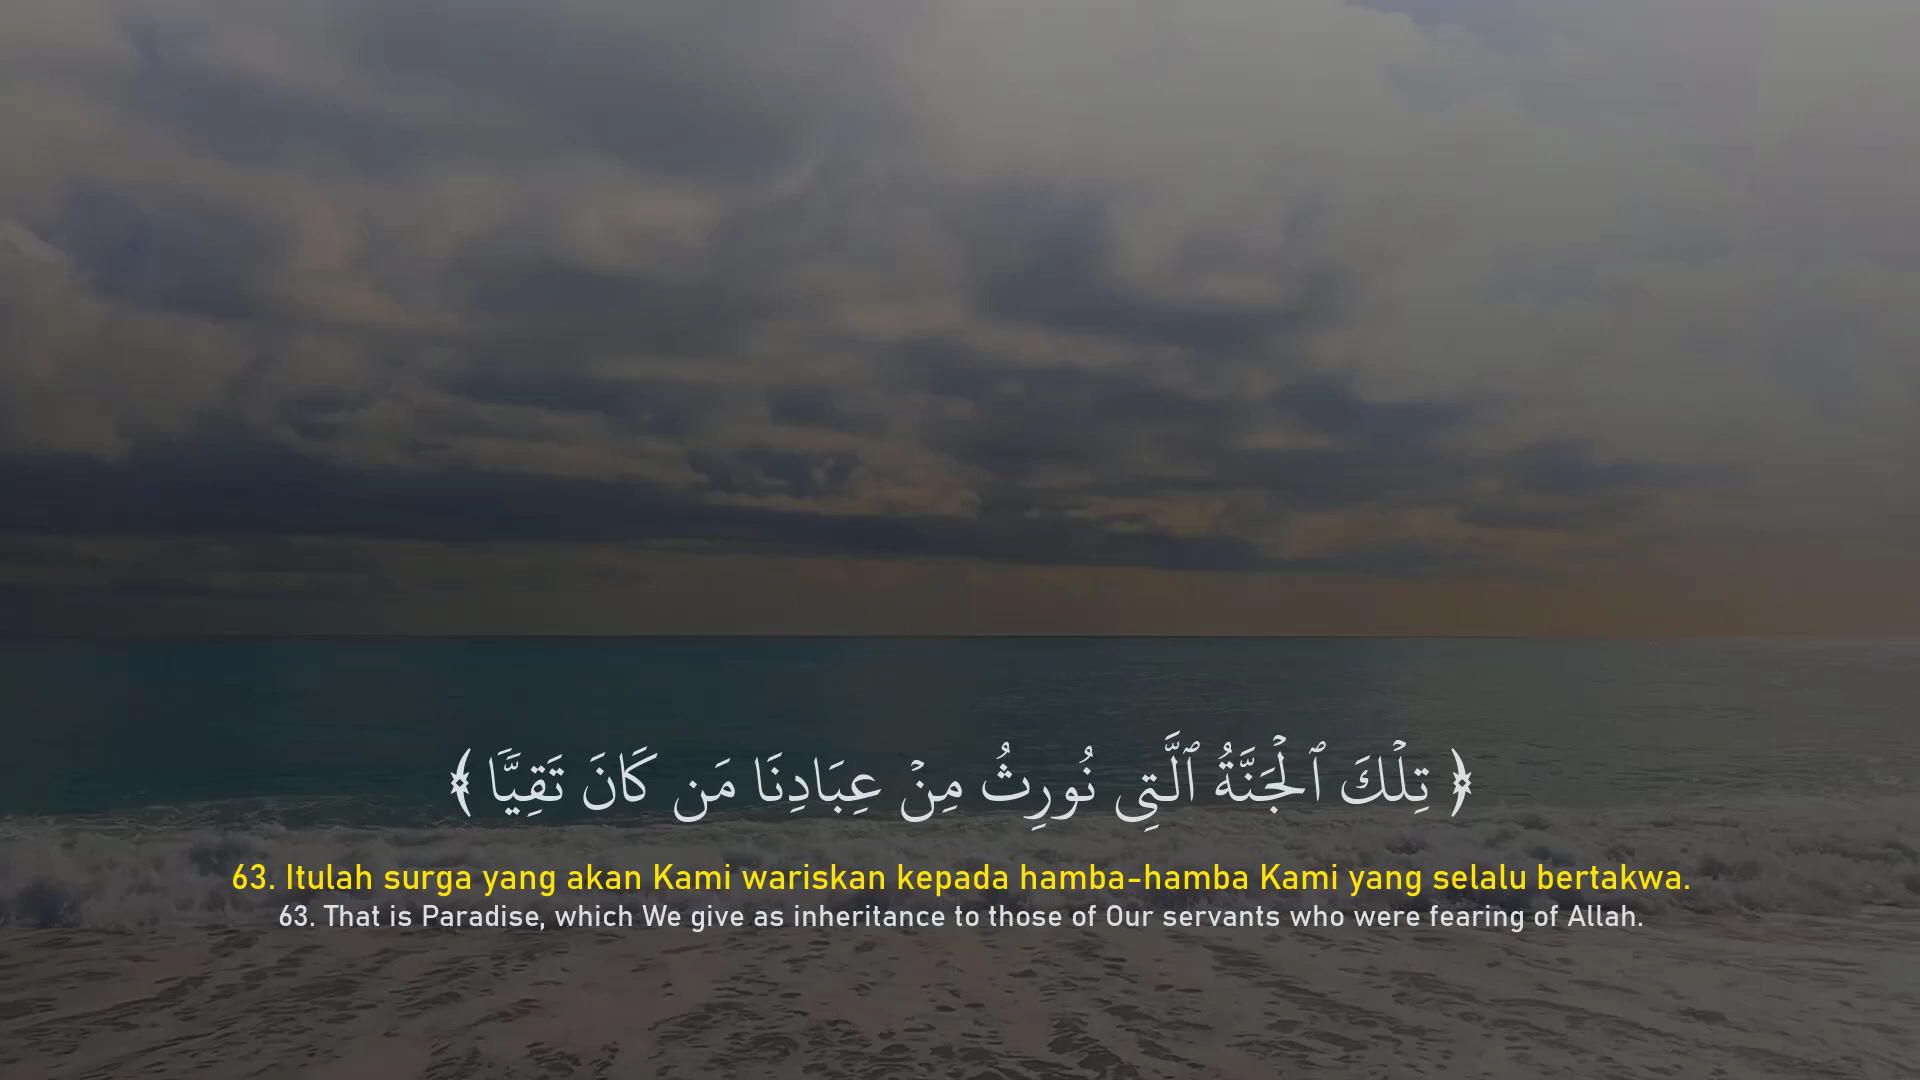 ﴿ تِلْكَ ٱلْجَنَّةُ ٱلَّتِى نُورِثُ مِنْ عِبَادِنَا مَن كَانَ تَقِيًّا ﴾
63. Itulah surga yang akan Kami wariskan kepada hamba-hamba Kami yang selalu bertakwa.
63. That is Paradise, which We give as inheritance to those of Our servants who were fearing of Allah.